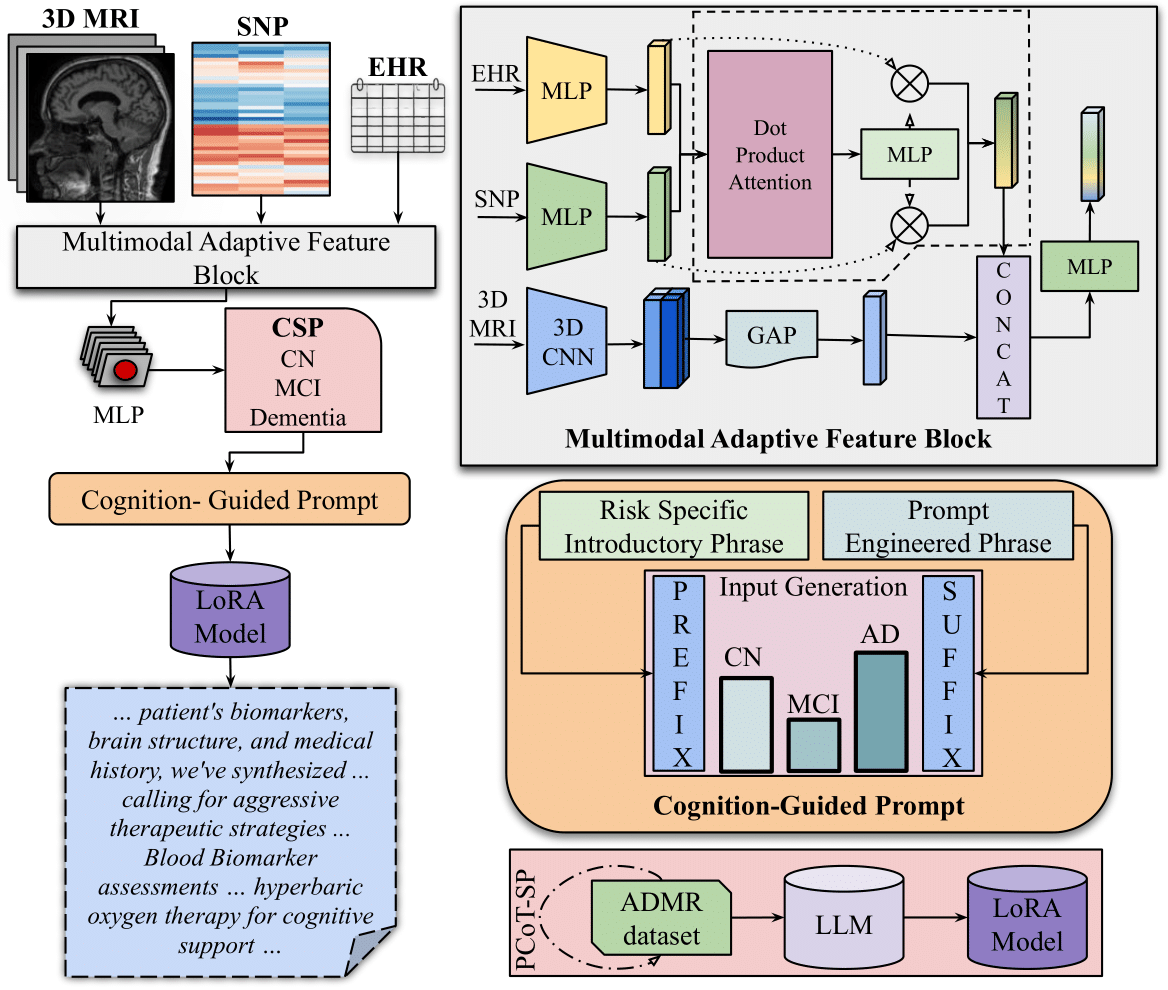 3D MRI
SNP
EHR
Multimodal Adaptive Feature
Block
MLP
CSP
CN
MCI
Dementia
Cognition- Guided Prompt
LoRA
Model
... patient's biomarkers,
brain structure, and medical
history, we've synthesized ...
calling for aggressive
therapeutic strategies ...
Blood Biomarker
assessments ... hyperbaric
oxygen therapy for cognitive
support ...
EHR
MLP
SNP
MLP
Dot
Product
Attention
MLP
3D
MRI
3D
CNN
GAP
CONCAT
MLP
Multimodal Adaptive Feature Block
Risk Specific
Introductory Phrase
Prompt
Engineered Phrase
PREFIX
Input Generation
CN
MCI
AD
SUFFIX
Cognition-Guided Prompt
PCoT-SP
ADMR
dataset
LLM
LoRA
Model